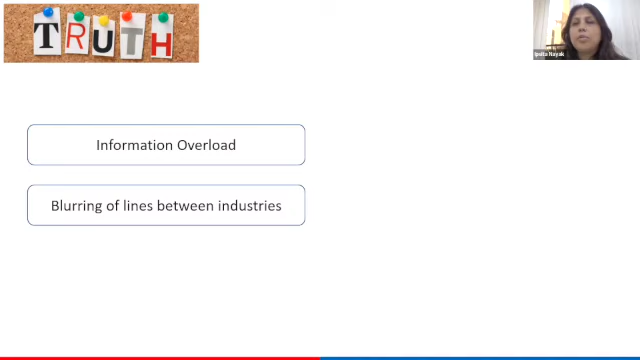 TRUTH
Ipsita Nayak
Information Overload
Blurring of lines between industries